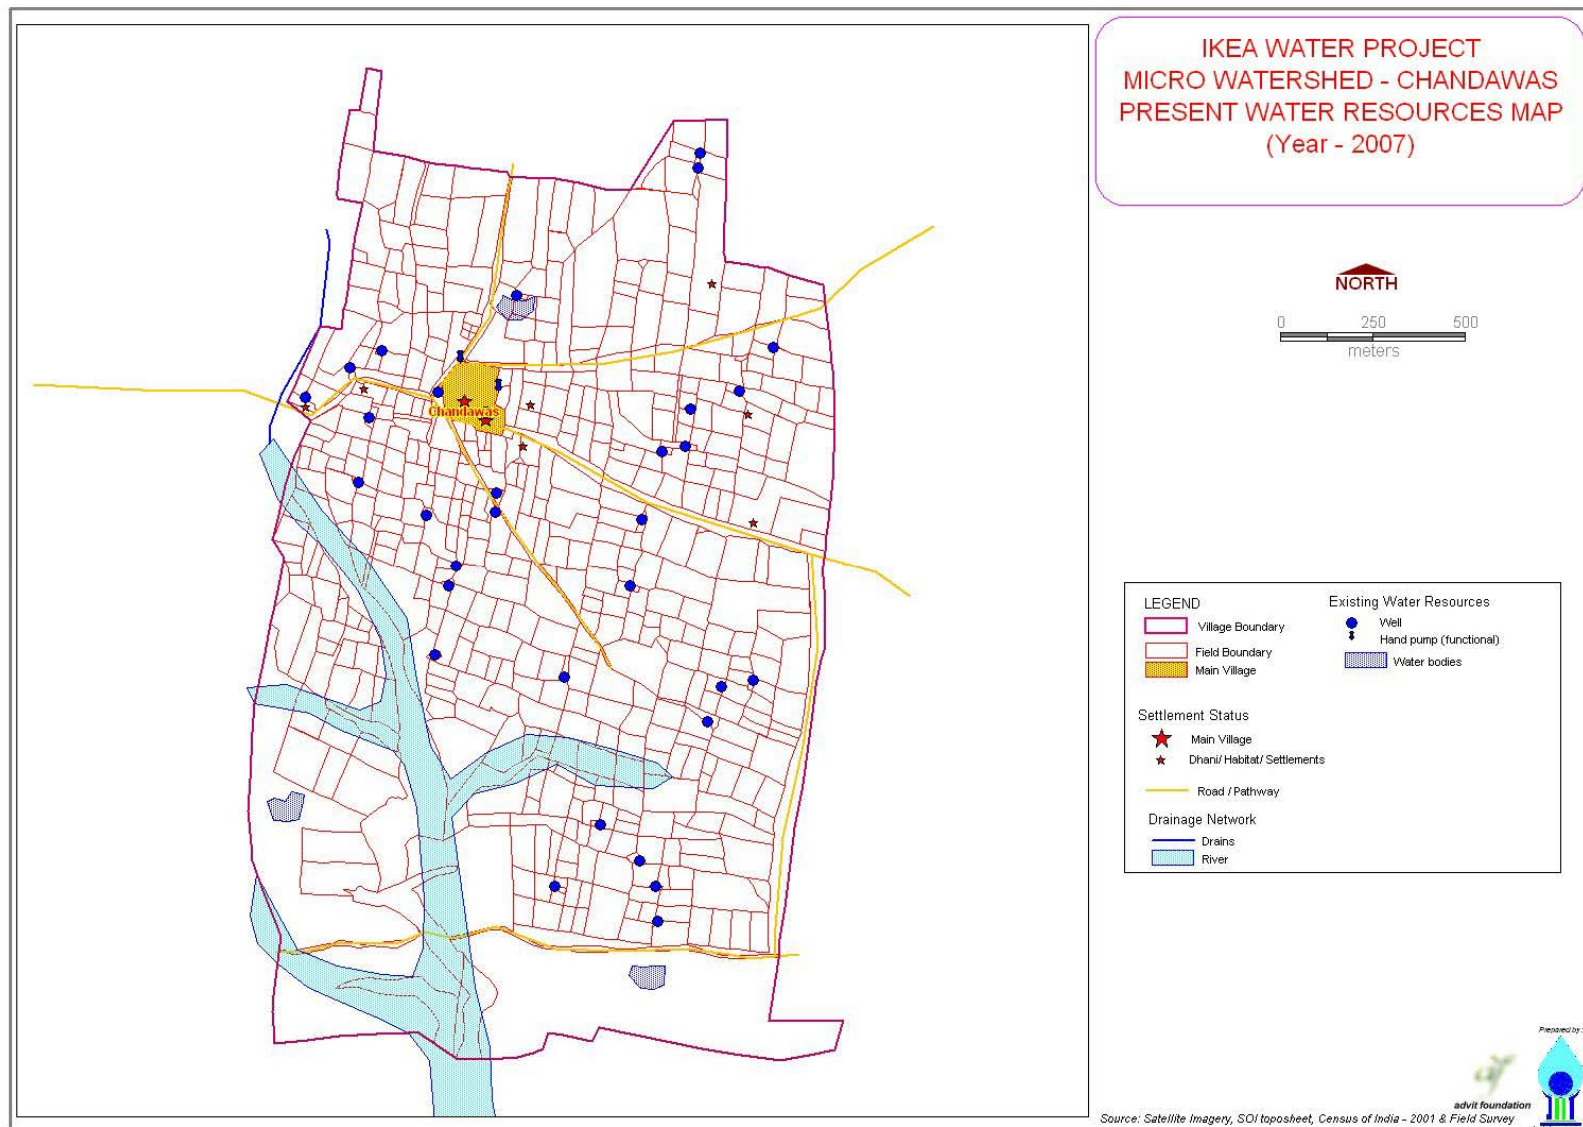 IKEA WATER PROJECT
MICRO WATERSHED - CHANDAWAS
PRESENT WATER RESOURCES MAP
(Year - 2007)
NORTH
0 250 500
meters
Chandawas
LEGEND
Village Boundary
Field Boundary
Main Village
Existing Water Resources
Well
Hand pump (functional)
Water bodies
Settlement Status
Main Village
Dhani/ Habitat/ Settlements
Road / Pathway
Drainage Network
Drains
River
Prepared by:
advit foundation
Source: Satellite Imagery, SOI toposheet, Census of India - 2001 & Field Survey